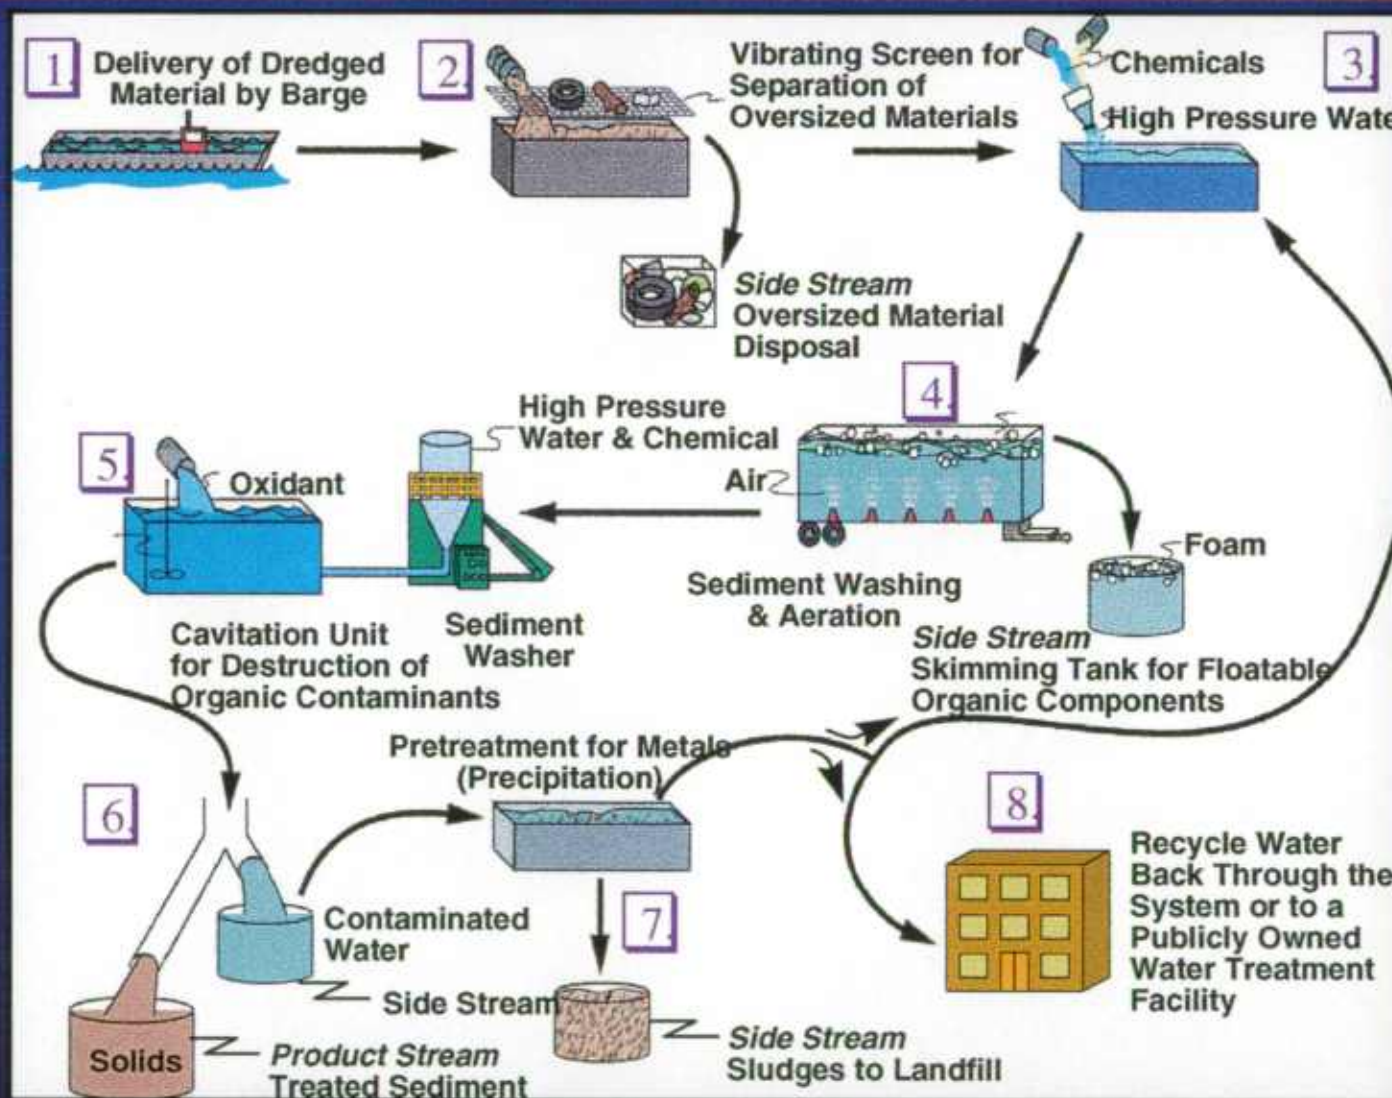 1.
Delivery of Dredged
Material by Barge
2.
Vibrating Screen for
Separation of
Oversized Materials
Chemicals
3.
High Pressure Wate
Side Stream
Oversized Material
Disposal
4.
High Pressure
Water & Chemical
5.
Oxidant
Air
Foam
Sediment Washing
& Aeration
Sediment
Washer
Cavitation Unit
for Destruction of
Organic Contaminants
Side Stream
Skimming Tank for Floatable
Organic Components
Pretreatment for Metals
(Precipitation)
6.
8.
Recycle Water
Back Through the
System or to a
Publicly Owned
Water Treatment
Facility
Contaminated
Water
7.
Side Stream
Solids
Product Stream
Treated Sediment
Side Stream
Sludges to Landfill